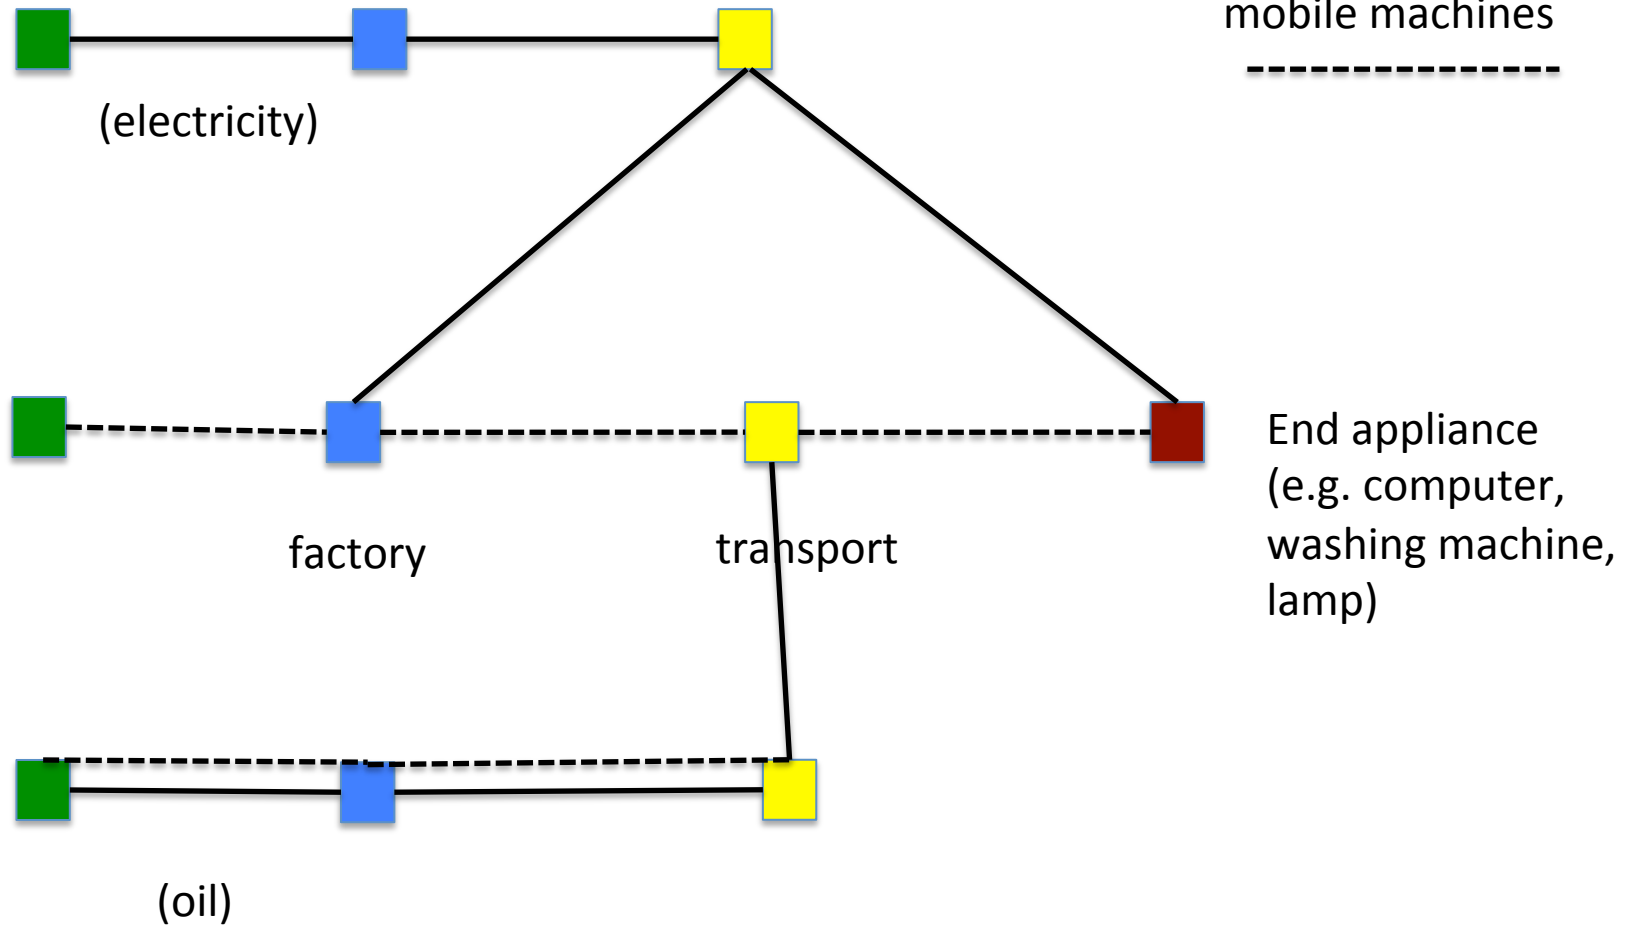 mobile machines
(electricity)
End appliance
(e.g. computer,
washing machine,
lamp)
factory
transport
(oil)